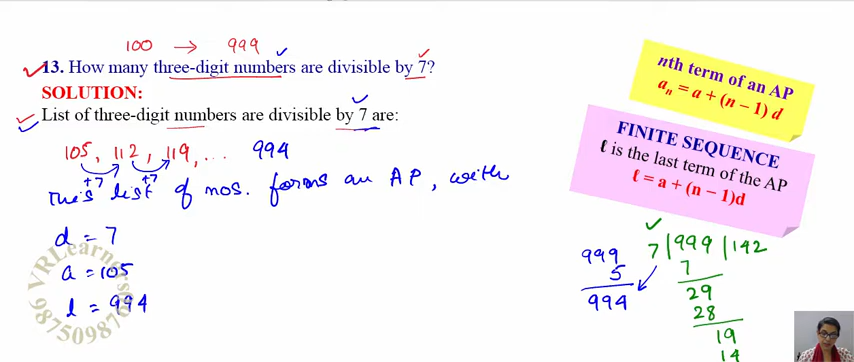 100 → 999
13. How many three-digit numbers are divisible by 7?
SOLUTION:
List of three-digit numbers are divisible by 7 are:
105, 112, 119, ... 994
+7 +7
This list of nos. forms an AP, with
d = 7
a = 105
l = 994
VRLearners
nth term of an AP
aₙ = a + (n − 1) d
FINITE SEQUENCE
ℓ is the last term of the AP
ℓ = a + (n − 1)d
999
5
994
7 | 999 | 142
7
29
28
19
14